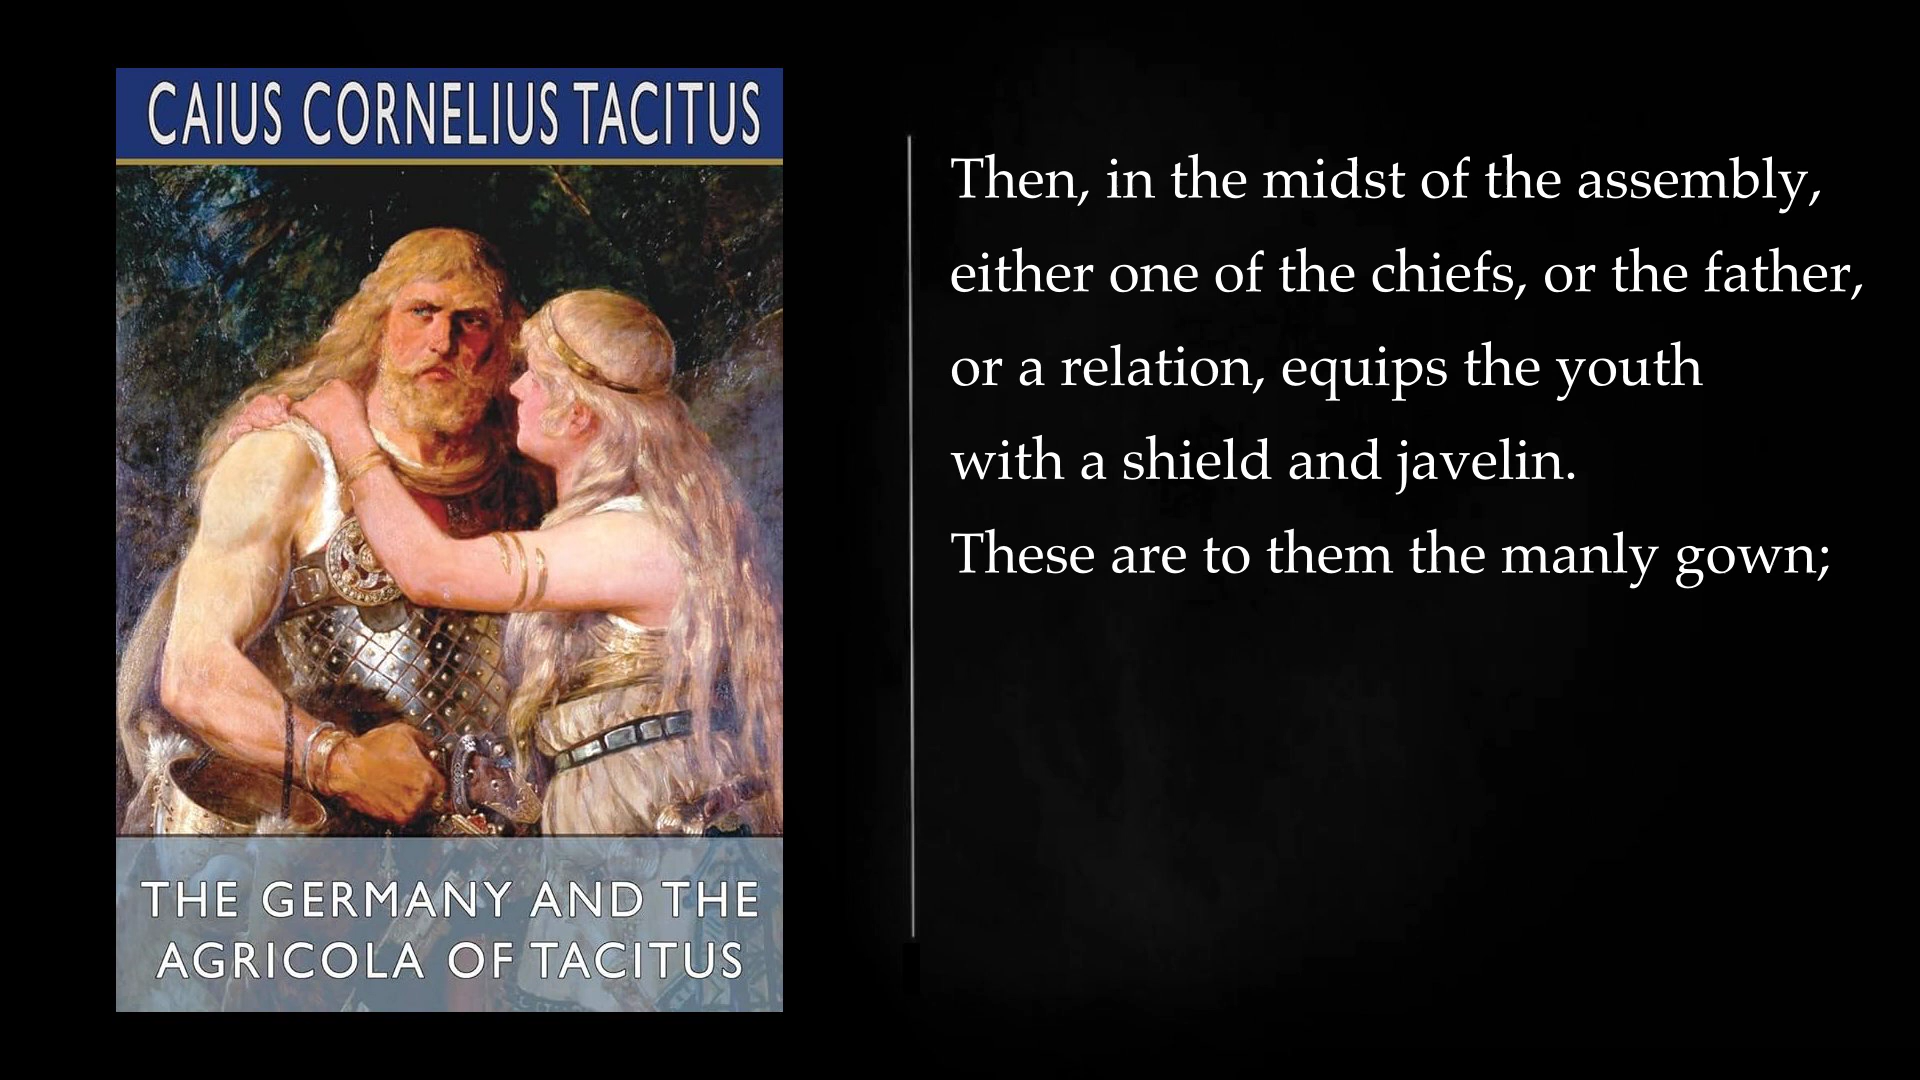 CAIUS CORNELIUS TACITUS
THE GERMANY AND THE
AGRICOLA OF TACITUS
Then, in the midst of the assembly,
either one of the chiefs, or the father,
or a relation, equips the youth
with a shield and javelin.
These are to them the manly gown;